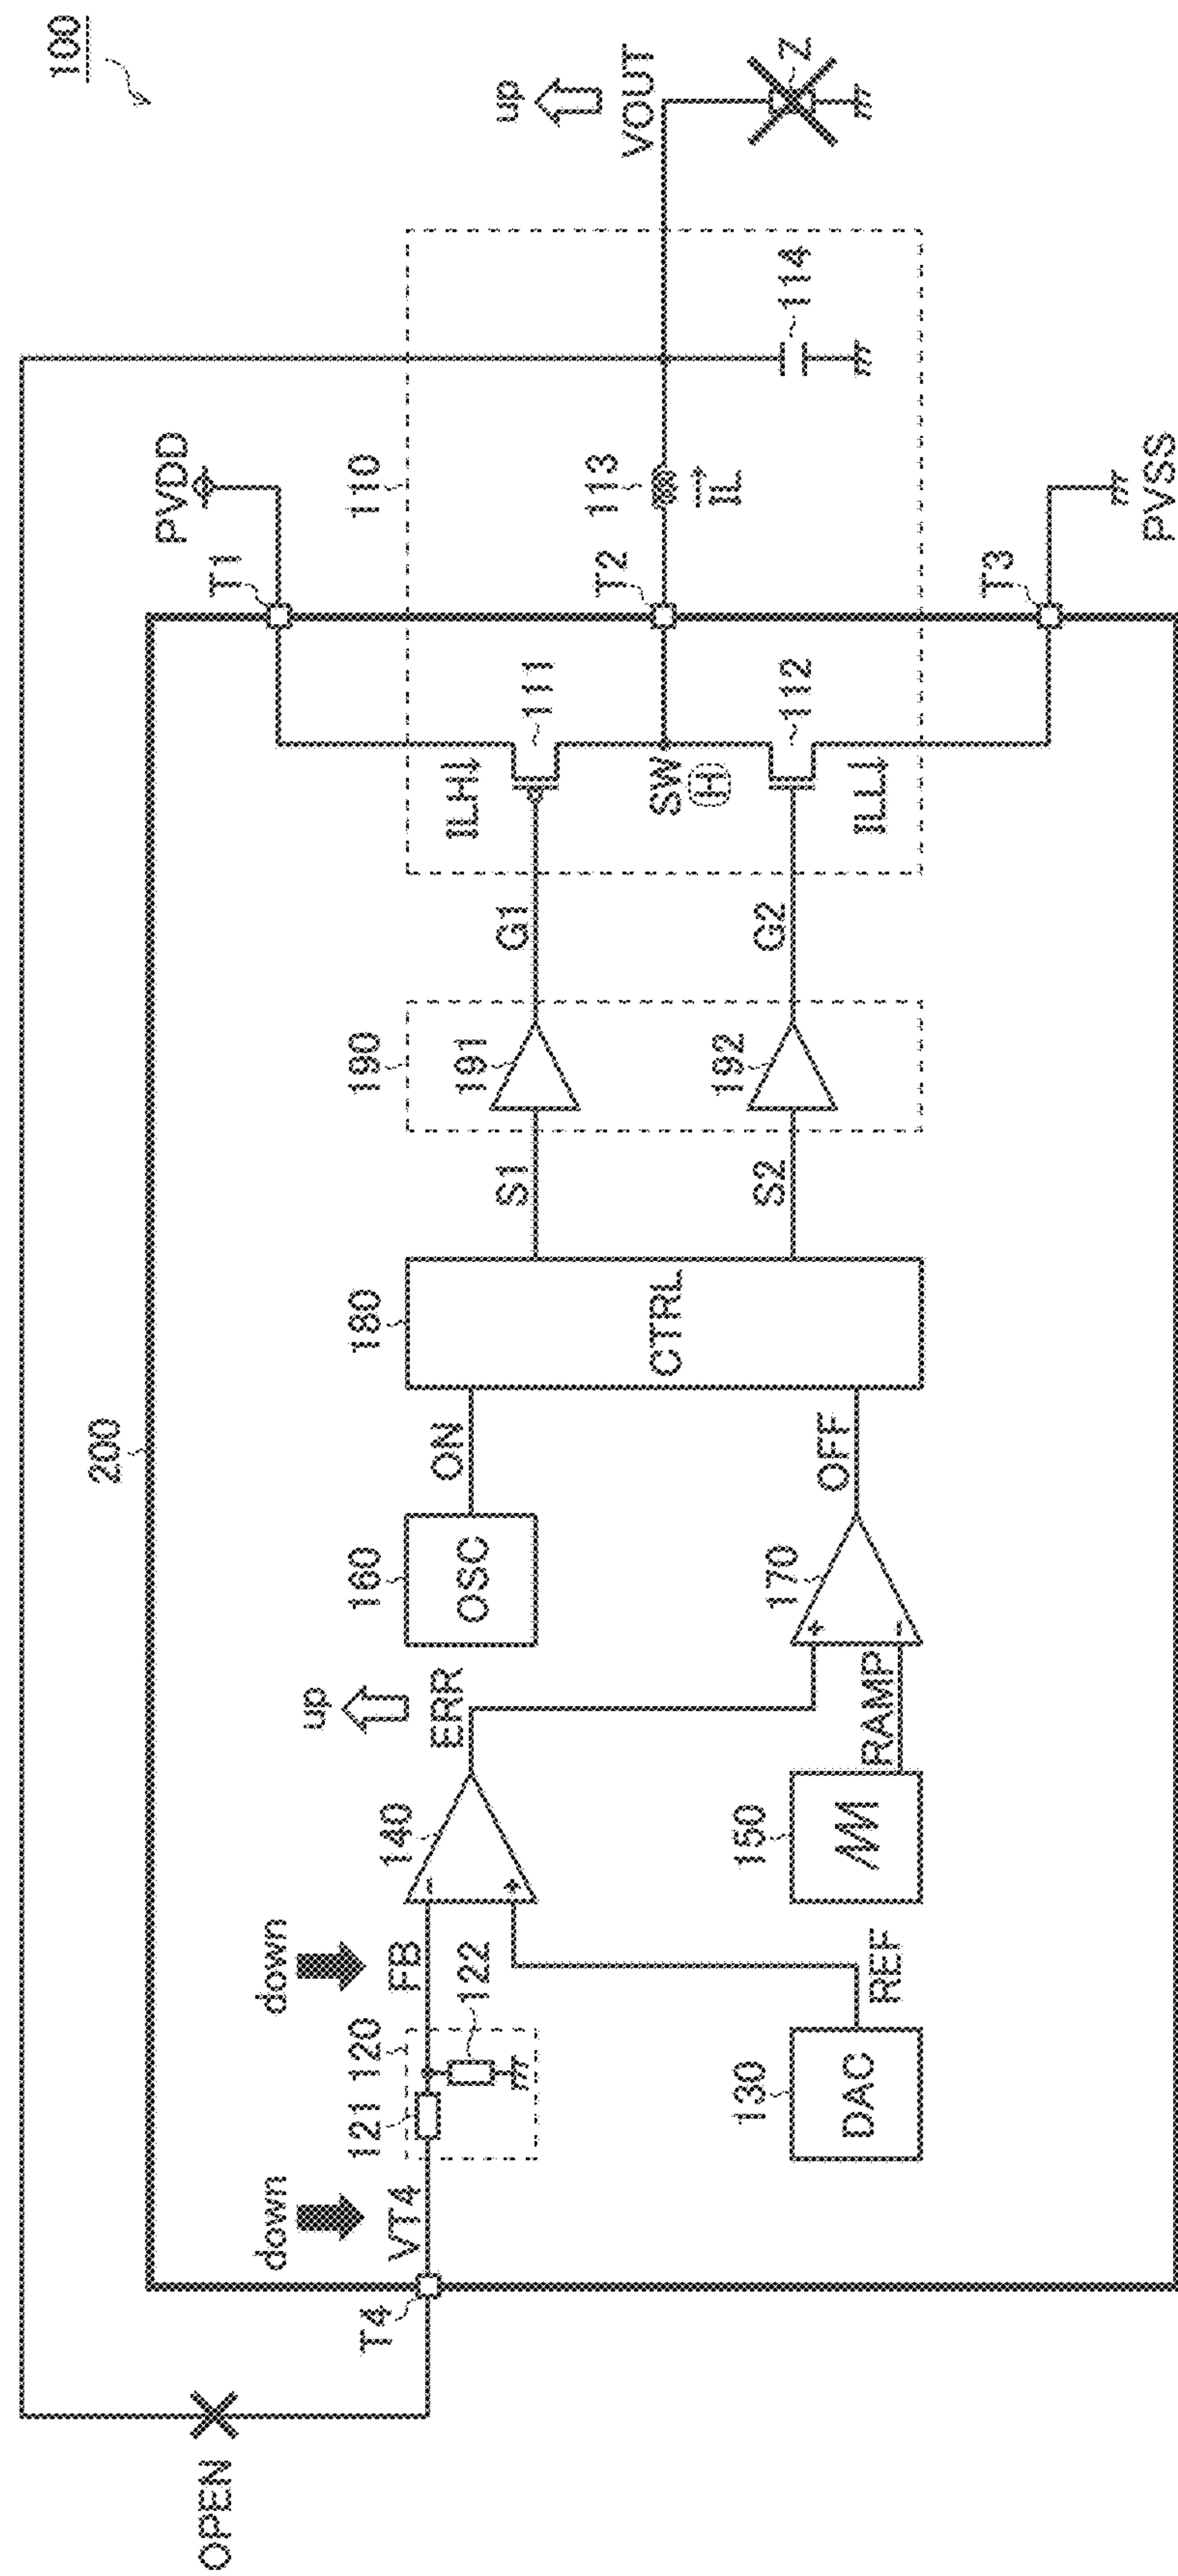 100
OPEN
T4
200
down
VT4
121
120
down
FB
122
130
DAC
REF
140
up
ERR
150
RAMP
160
OSC
ON
170
OFF
180
CTRL
S1
S2
190
191
192
G1
G2
ILHL
111
SW
H
112
ILLL
T1
PVDD
110
T2
113
IL
T3
PVSS
114
up
VOUT
Z